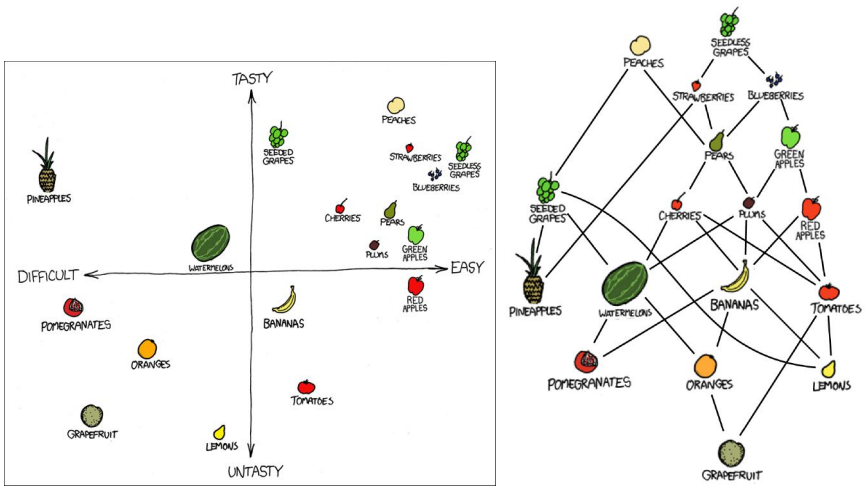 TASTY
PEACHES
SEEDED
GRAPES
STRAWBERRIES
SEEDLESS
GRAPES
BLUEBERRIES
PINEAPPLES
CHERRIES
PEARS
GREEN
APPLES
PLUMS
WATERMELONS
DIFFICULT
EASY
RED
APPLES
POMEGRANATES
BANANAS
ORANGES
TOMATOES
GRAPEFRUIT
LEMONS
UNTASTY
SEEDLESS
GRAPES
PEACHES
STRAWBERRIES
BLUEBERRIES
PEARS
GREEN
APPLES
SEEDED
GRAPES
CHERRIES
PLUMS
RED
APPLES
PINEAPPLES
WATERMELONS
BANANAS
TOMATOES
POMEGRANATES
ORANGES
LEMONS
GRAPEFRUIT